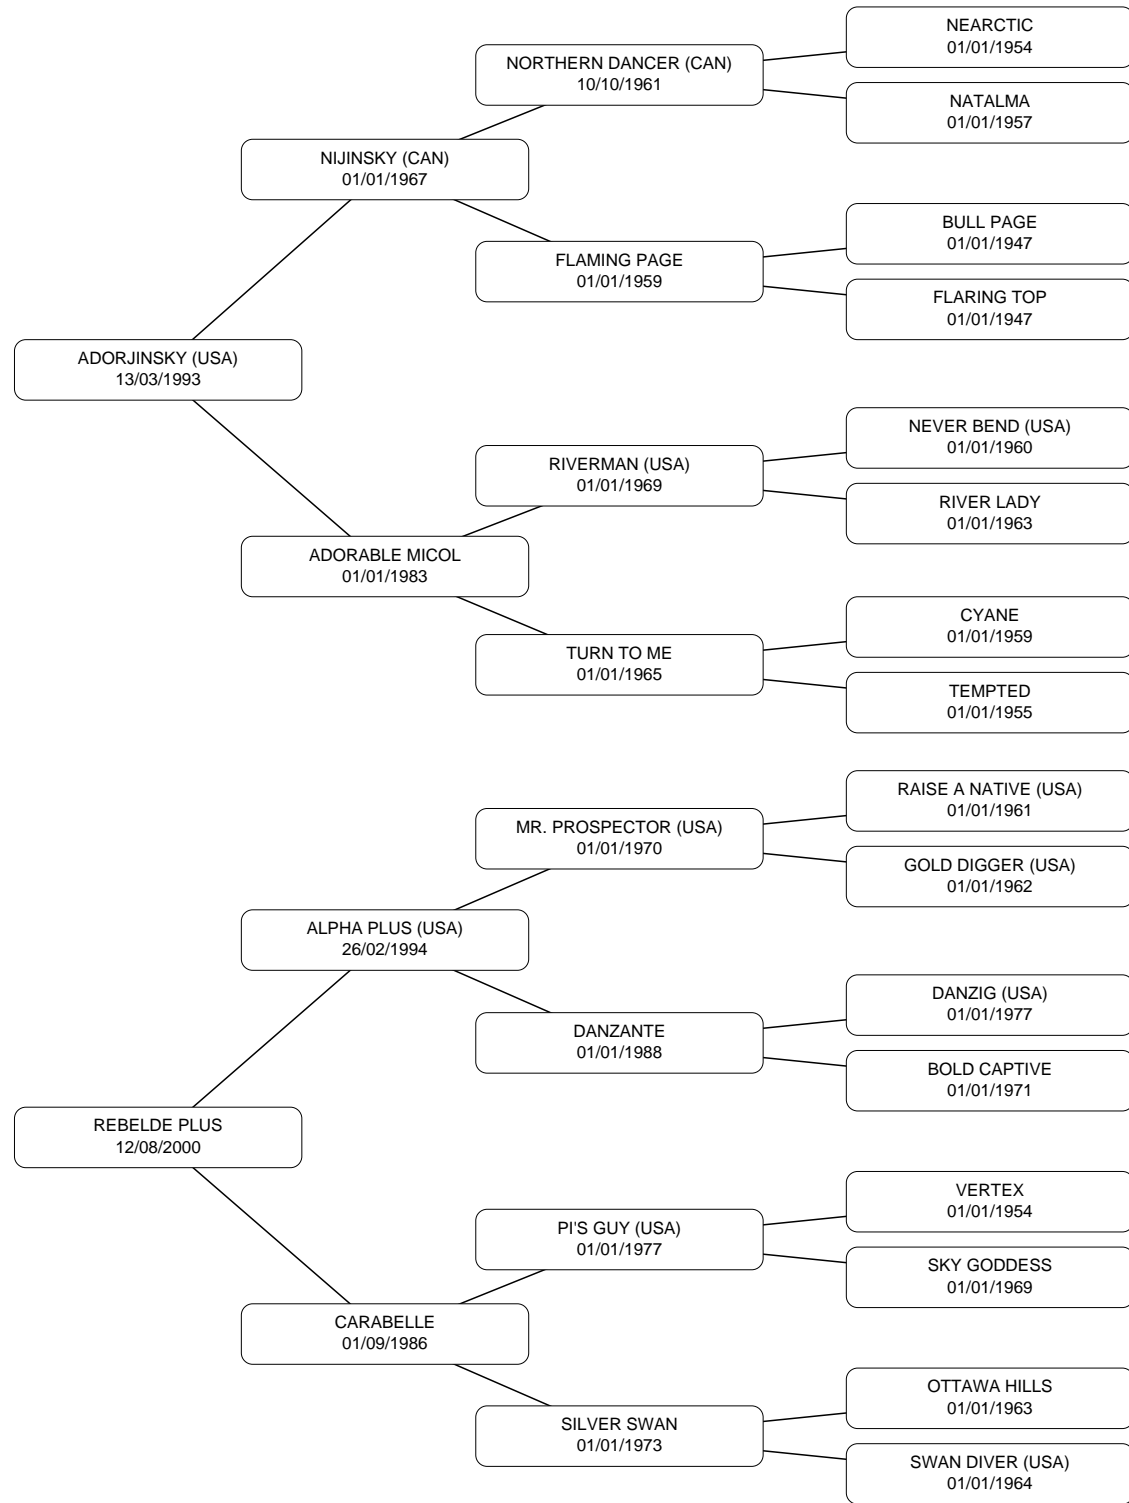 NEARCTIC
01/01/1954
NORTHERN DANCER (CAN)
10/10/1961
NATALMA
01/01/1957
NIJINSKY (CAN)
01/01/1967
BULL PAGE
01/01/1947
FLAMING PAGE
01/01/1959
FLARING TOP
01/01/1947
ADORJINSKY (USA)
13/03/1993
NEVER BEND (USA)
01/01/1960
RIVERMAN (USA)
01/01/1969
RIVER LADY
01/01/1963
ADORABLE MICOL
01/01/1983
CYANE
01/01/1959
TURN TO ME
01/01/1965
TEMPTED
01/01/1955
RAISE A NATIVE (USA)
01/01/1961
MR. PROSPECTOR (USA)
01/01/1970
GOLD DIGGER (USA)
01/01/1962
ALPHA PLUS (USA)
26/02/1994
DANZIG (USA)
01/01/1977
DANZANTE
01/01/1988
BOLD CAPTIVE
01/01/1971
REBELDE PLUS
12/08/2000
VERTEX
01/01/1954
PI'S GUY (USA)
01/01/1977
SKY GODDESS
01/01/1969
CARABELLE
01/09/1986
OTTAWA HILLS
01/01/1963
SILVER SWAN
01/01/1973
SWAN DIVER (USA)
01/01/1964